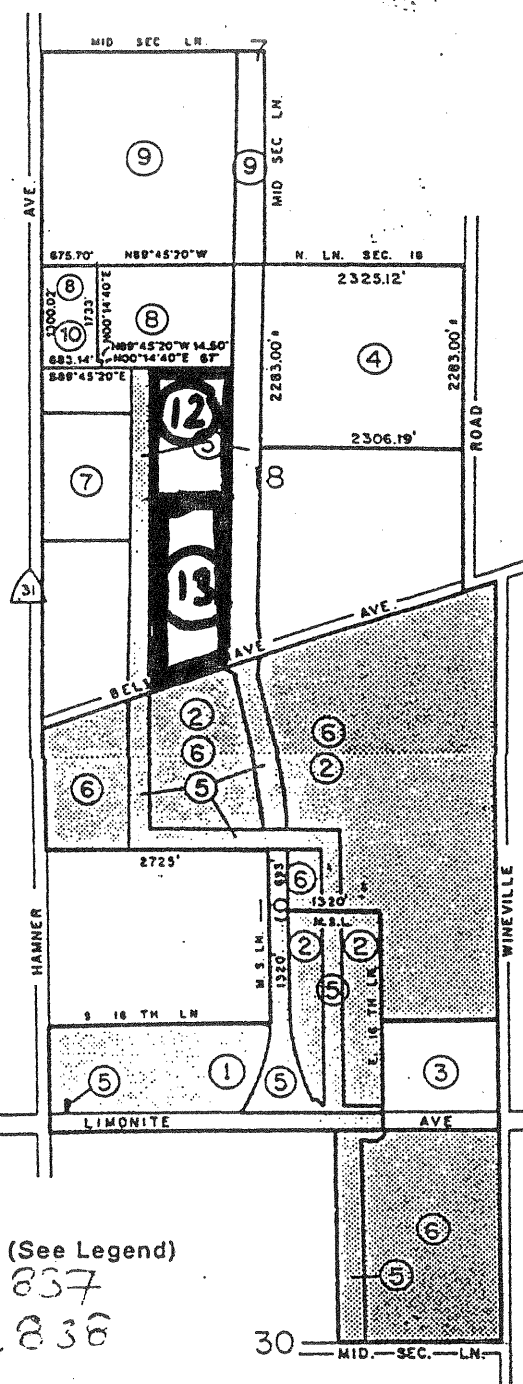 MID SEC LN.
7
9
9
MID SEC LN.
AVE.
675.70'
N89°45'20"W
N. LN. SEC. 18
2325.12'
8
1300.02'
1733'
N00°14'40"E
8
10
N89°45'20"W 14.50'
683.14'
N00°14'40"E 67'
S89°45'20"E
2283.00'±
4
2283.00'±
12
5
2306.19'
ROAD
7
8
13
31
AVE.
AVE
BELL
2
6
6
2
6
5
2725'
6
1320'
M.S.L.
HAMNER
M. S. LN.
1320'
2
2
5
E. 16 TH LN.
WINEVILLE
S 16 TH LN
5
1
5
3
LIMONITE
AVE
6
5
(See Legend)
837
838
30
MID. SEC. LN.